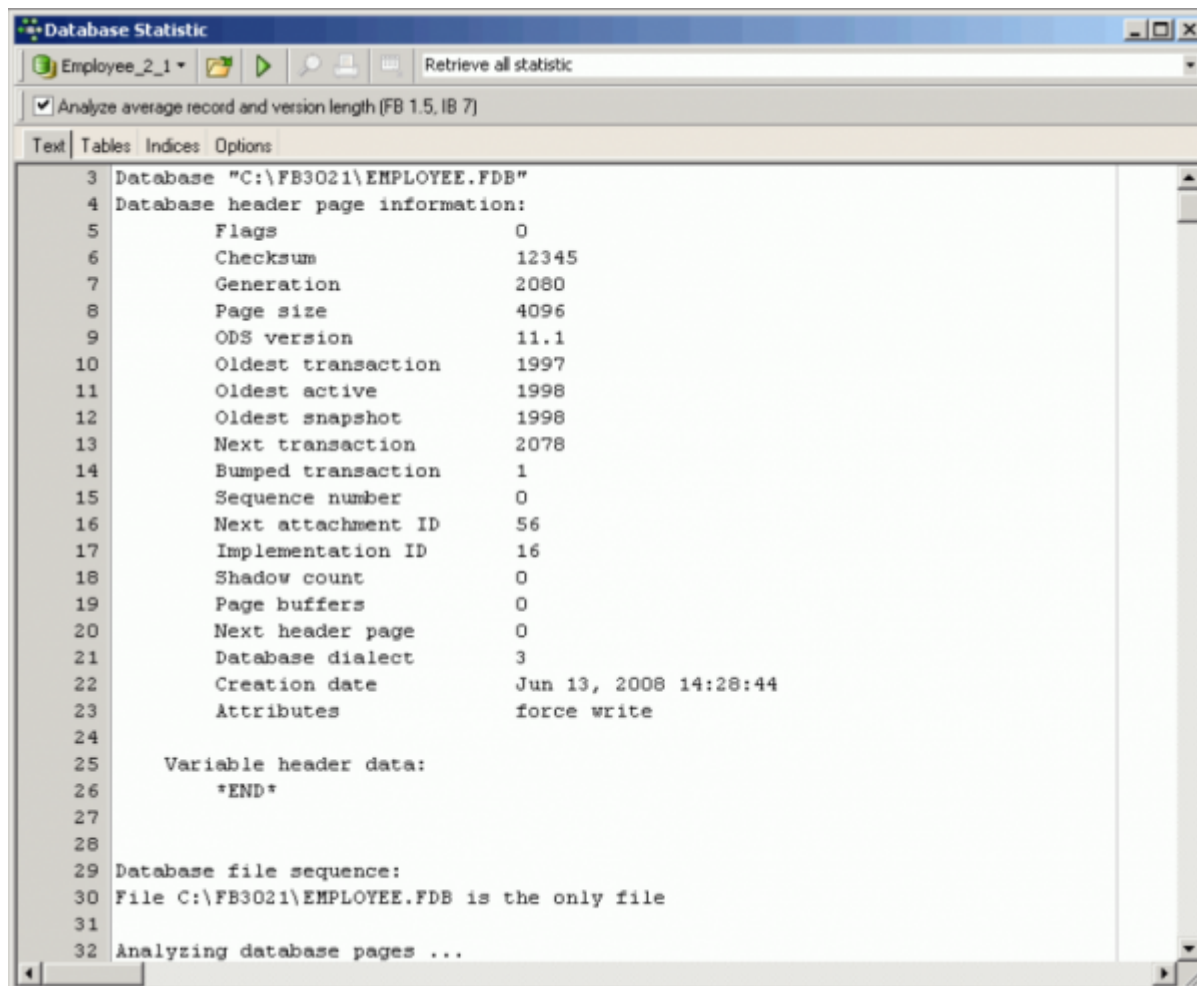 Database Statistic
Employee_2_1 Retrieve all statistic
Analyze average record and version length (FB 1.5, IB 7)
Text Tables Indices Options
3 Database "C:\FB3021\EMPLOYEE.FDB"
4 Database header page information:
5 Flags 0
6 Checksum 12345
7 Generation 2080
8 Page size 4096
9 ODS version 11.1
10 Oldest transaction 1997
11 Oldest active 1998
12 Oldest snapshot 1998
13 Next transaction 2078
14 Bumped transaction 1
15 Sequence number 0
16 Next attachment ID 56
17 Implementation ID 16
18 Shadow count 0
19 Page buffers 0
20 Next header page 0
21 Database dialect 3
22 Creation date Jun 13, 2008 14:28:44
23 Attributes force write
24
25 Variable header data:
26 *END*
27
28
29 Database file sequence:
30 File C:\FB3021\EMPLOYEE.FDB is the only file
31
32 Analyzing database pages ...